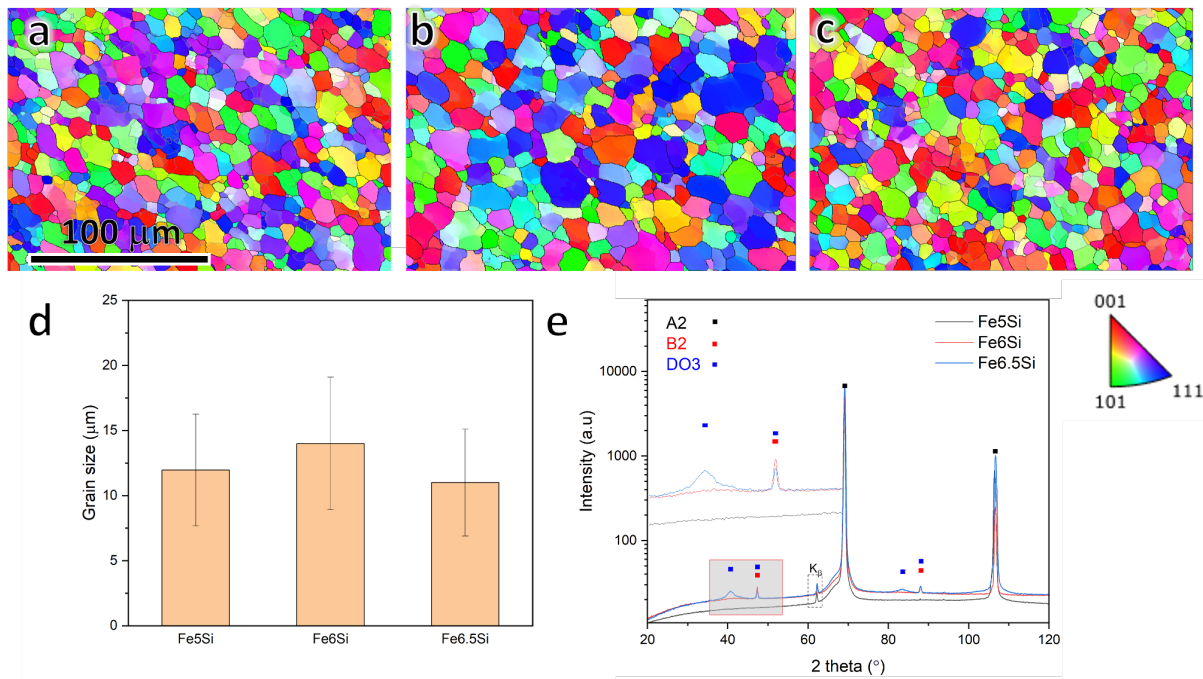 a
b
c
100 μm
d
25
20
15
10
5
0
Grain size (μm)
Fe5Si
Fe6Si
Fe6.5Si
e
A2
B2
DO3
Fe5Si
Fe6Si
Fe6.5Si
10000
1000
100
Intensity (a.u)
Kβ
20
40
60
80
100
120
2 theta (°)
001
101
111